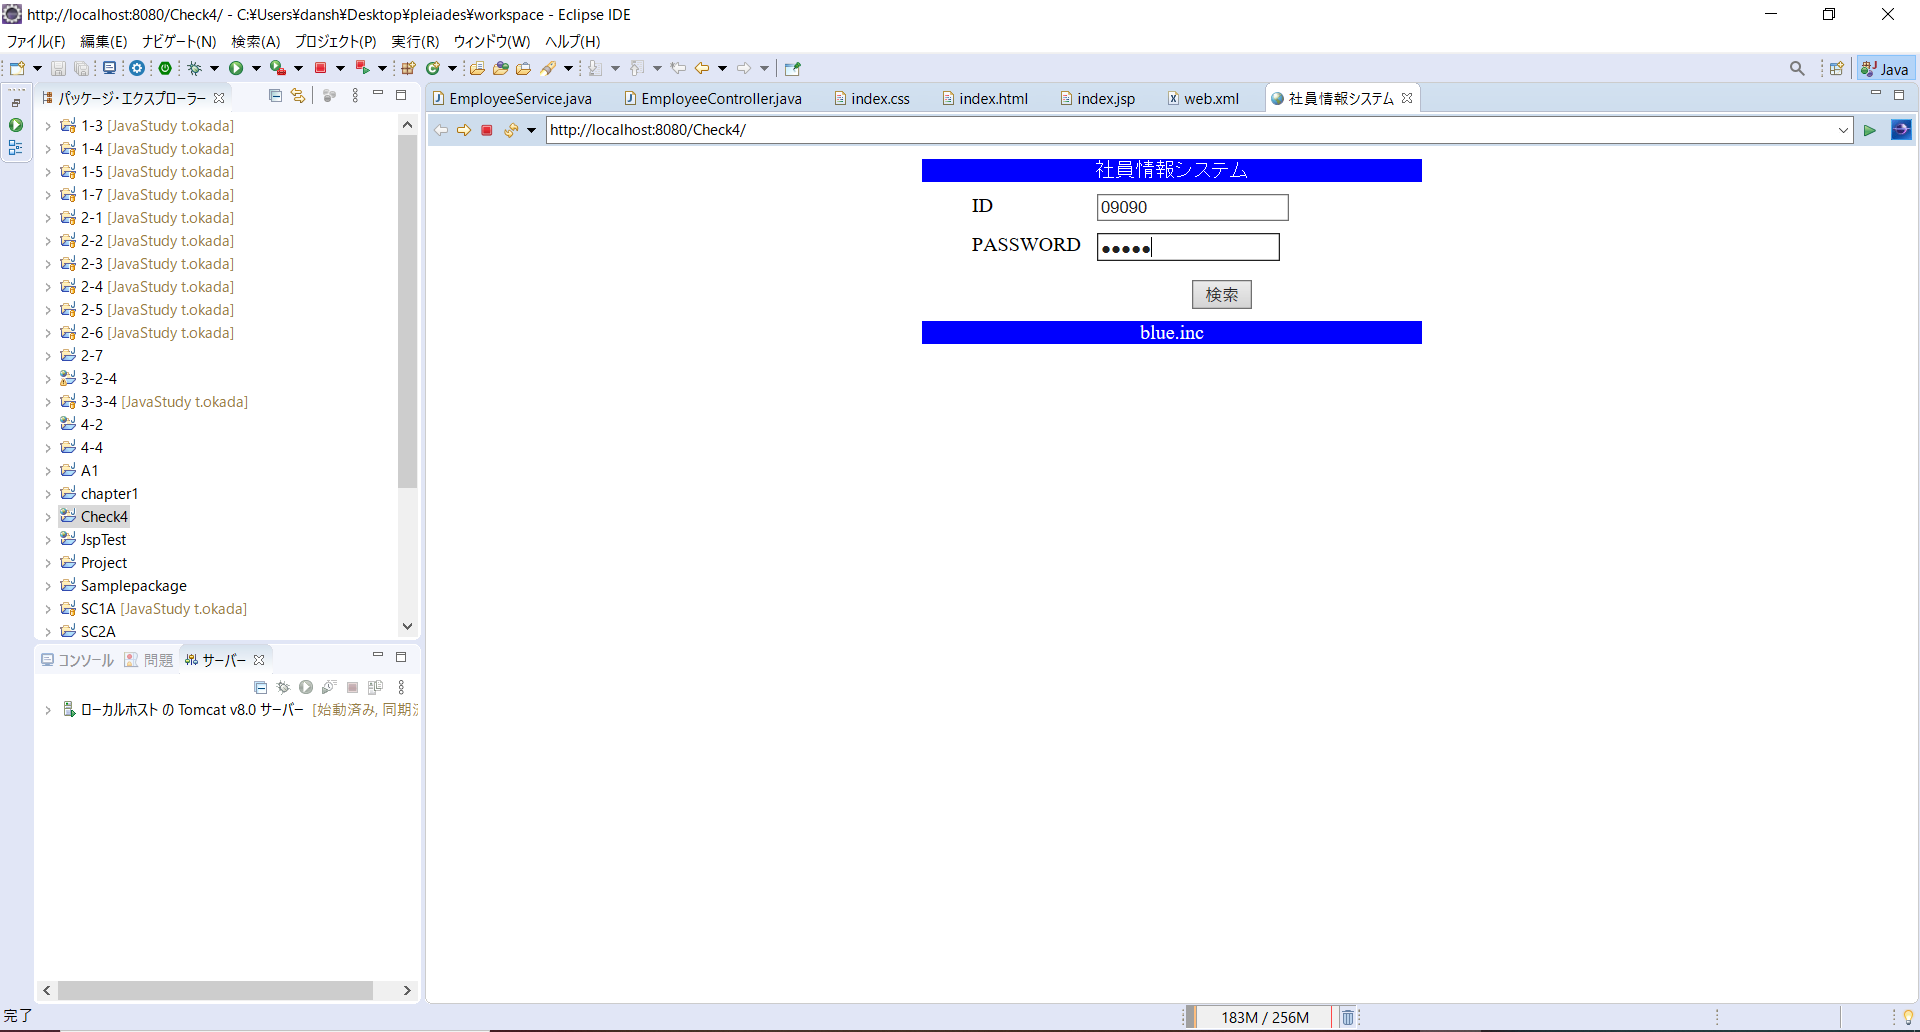 http://localhost:8080/Check4/ - C:¥Users¥dansh¥Desktop¥pleiades¥workspace - Eclipse IDE
ファイル(F) 編集(E) ナビゲート(N) 検索(A) プロジェクト(P) 実行(R) ウィンドウ(W) ヘルプ(H)
Java
パッケージ・エクスプローラー
EmployeeService.java EmployeeController.java index.css index.html index.jsp web.xml 社員情報システム
http://localhost:8080/Check4/
1-3 [JavaStudy t.okada]
1-4 [JavaStudy t.okada]
1-5 [JavaStudy t.okada]
1-7 [JavaStudy t.okada]
2-1 [JavaStudy t.okada]
2-2 [JavaStudy t.okada]
2-3 [JavaStudy t.okada]
2-4 [JavaStudy t.okada]
2-5 [JavaStudy t.okada]
2-6 [JavaStudy t.okada]
2-7
3-2-4
3-3-4 [JavaStudy t.okada]
4-2
4-4
A1
chapter1
Check4
JspTest
Project
Samplepackage
SC1A [JavaStudy t.okada]
SC2A
社員情報システム
ID 09090
PASSWORD ●●●●●
検索
blue.inc
コンソール 問題 サーバー
ローカルホスト の Tomcat v8.0 サーバー [始動済み, 同期
完了
183M / 256M